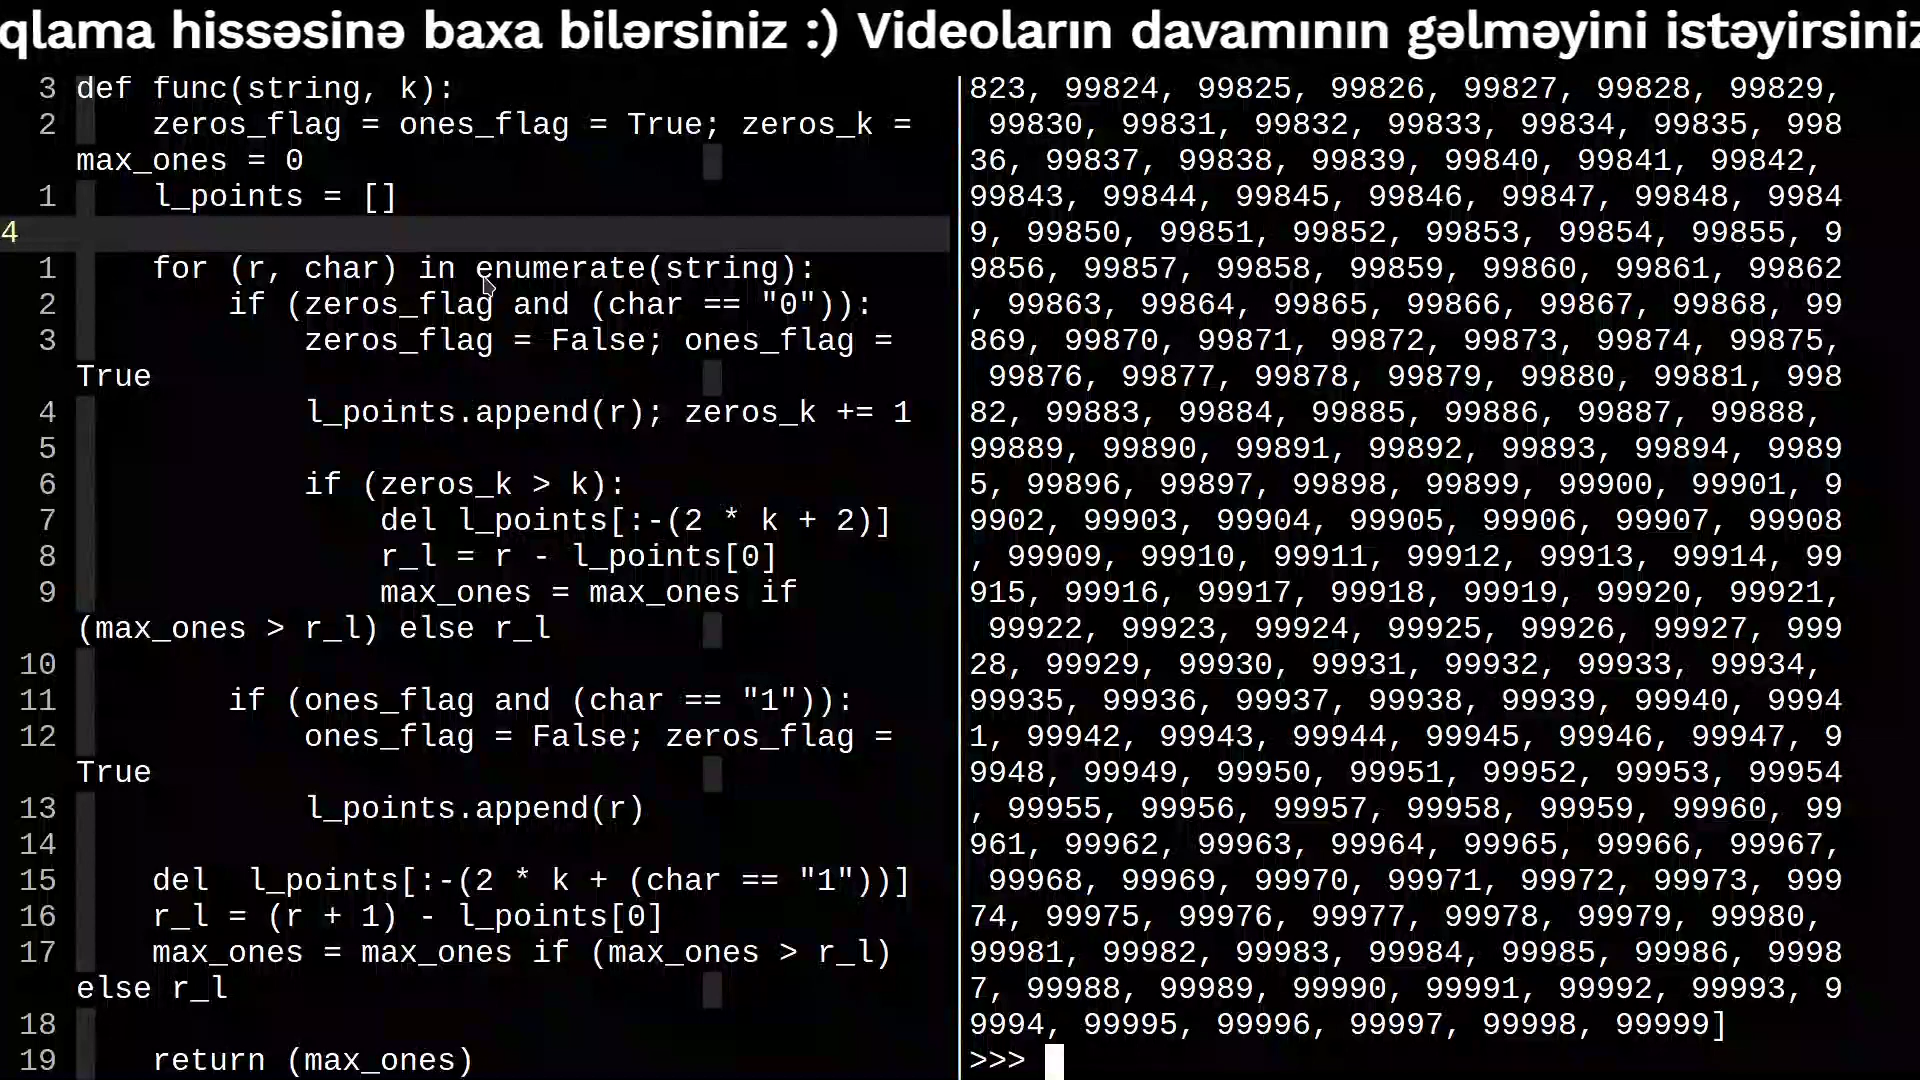 qlama hissəsinə baxa bilərsiniz :) Videoların davamının gəlməyini istəyirsiniz
3 def func(string, k):
2     zeros_flag = ones_flag = True; zeros_k =
max_ones = 0
1     l_points = []
4
1     for (r, char) in enumerate(string):
2         if (zeros_flag and (char == "0")):
3             zeros_flag = False; ones_flag =
True
4             l_points.append(r); zeros_k += 1
5
6             if (zeros_k > k):
7                 del l_points[:-(2 * k + 2)]
8                 r_l = r - l_points[0]
9                 max_ones = max_ones if
(max_ones > r_l) else r_l
10
11         if (ones_flag and (char == "1")):
12             ones_flag = False; zeros_flag =
True
13             l_points.append(r)
14
15     del  l_points[:-(2 * k + (char == "1"))]
16     r_l = (r + 1) - l_points[0]
17     max_ones = max_ones if (max_ones > r_l)
else r_l
18
19     return (max_ones)
823, 99824, 99825, 99826, 99827, 99828, 99829,
99830, 99831, 99832, 99833, 99834, 99835, 998
36, 99837, 99838, 99839, 99840, 99841, 99842,
99843, 99844, 99845, 99846, 99847, 99848, 9984
9, 99850, 99851, 99852, 99853, 99854, 99855, 9
9856, 99857, 99858, 99859, 99860, 99861, 99862
, 99863, 99864, 99865, 99866, 99867, 99868, 99
869, 99870, 99871, 99872, 99873, 99874, 99875,
99876, 99877, 99878, 99879, 99880, 99881, 998
82, 99883, 99884, 99885, 99886, 99887, 99888,
99889, 99890, 99891, 99892, 99893, 99894, 9989
5, 99896, 99897, 99898, 99899, 99900, 99901, 9
9902, 99903, 99904, 99905, 99906, 99907, 99908
, 99909, 99910, 99911, 99912, 99913, 99914, 99
915, 99916, 99917, 99918, 99919, 99920, 99921,
99922, 99923, 99924, 99925, 99926, 99927, 999
28, 99929, 99930, 99931, 99932, 99933, 99934,
99935, 99936, 99937, 99938, 99939, 99940, 9994
1, 99942, 99943, 99944, 99945, 99946, 99947, 9
9948, 99949, 99950, 99951, 99952, 99953, 99954
, 99955, 99956, 99957, 99958, 99959, 99960, 99
961, 99962, 99963, 99964, 99965, 99966, 99967,
99968, 99969, 99970, 99971, 99972, 99973, 999
74, 99975, 99976, 99977, 99978, 99979, 99980,
99981, 99982, 99983, 99984, 99985, 99986, 9998
7, 99988, 99989, 99990, 99991, 99992, 99993, 9
9994, 99995, 99996, 99997, 99998, 99999]
>>>